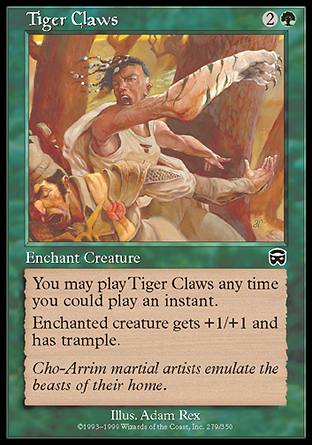 Tiger Claws 2
Enchant Creature
You may play Tiger Claws any time
you could play an instant.
Enchanted creature gets +1/+1 and
has trample.
Cho-Arrim martial artists emulate the
beasts of their home.
Illus. Adam Rex
©1993–1999 Wizards of the Coast, Inc. 279/350